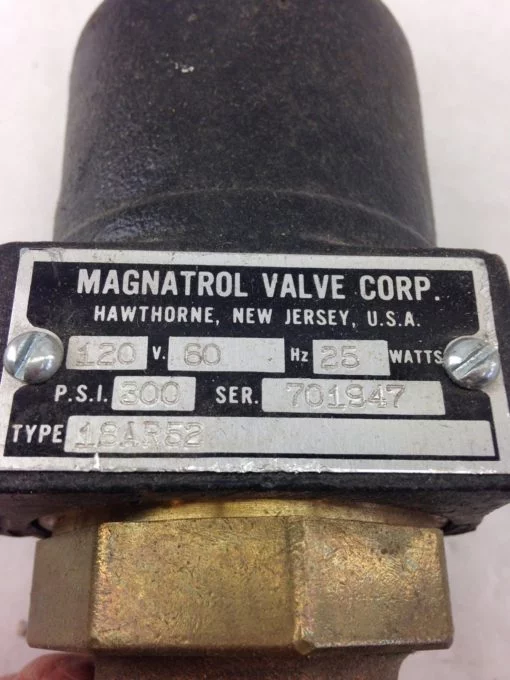 MAGNATROL VALVE CORP.
HAWTHORNE, NEW JERSEY, U.S.A.
120 V. 60 Hz 25 WATTS
P.S.I. 300 SER. 701947
TYPE 18AR52